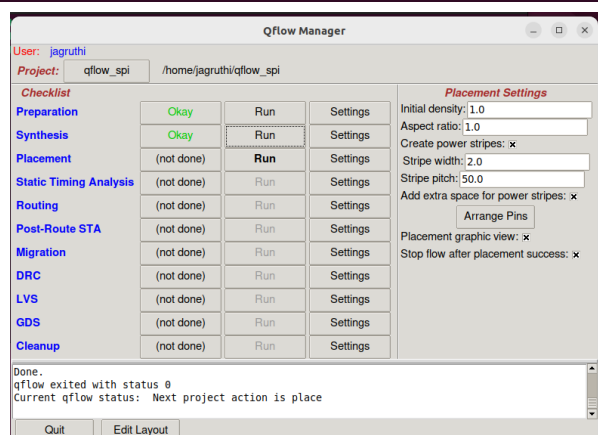 Qflow Manager
User: jagruthi
Project: qflow_spi /home/jagruthi/qflow_spi
Checklist
Preparation Okay Run Settings
Synthesis Okay Run Settings
Placement (not done) Run Settings
Static Timing Analysis (not done) Run Settings
Routing (not done) Run Settings
Post-Route STA (not done) Run Settings
Migration (not done) Run Settings
DRC (not done) Run Settings
LVS (not done) Run Settings
GDS (not done) Run Settings
Cleanup (not done) Run Settings
Placement Settings
Initial density: 1.0
Aspect ratio: 1.0
Create power stripes:
Stripe width: 2.0
Stripe pitch: 50.0
Add extra space for power stripes:
Arrange Pins
Placement graphic view:
Stop flow after placement success:
Done.
qflow exited with status 0
Current qflow status: Next project action is place
Quit Edit Layout